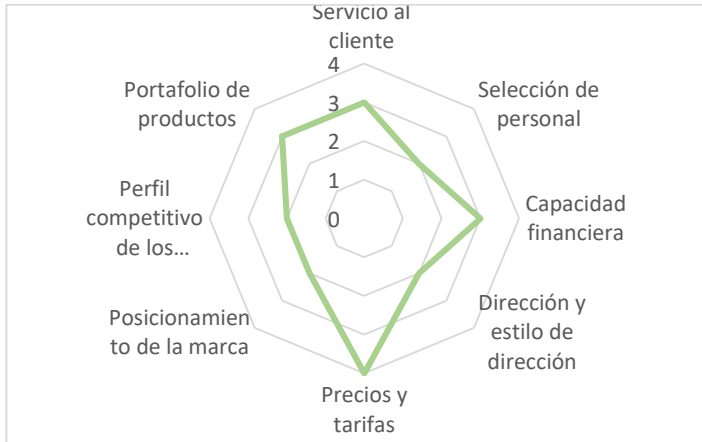 Servicio al
cliente
Selección de
personal
Capacidad
financiera
Dirección y
estilo de
dirección
Precios y
tarifas
Posicionamien
to de la marca
Perfil
competitivo
de los...
Portafolio de
productos
4
3
2
1
0